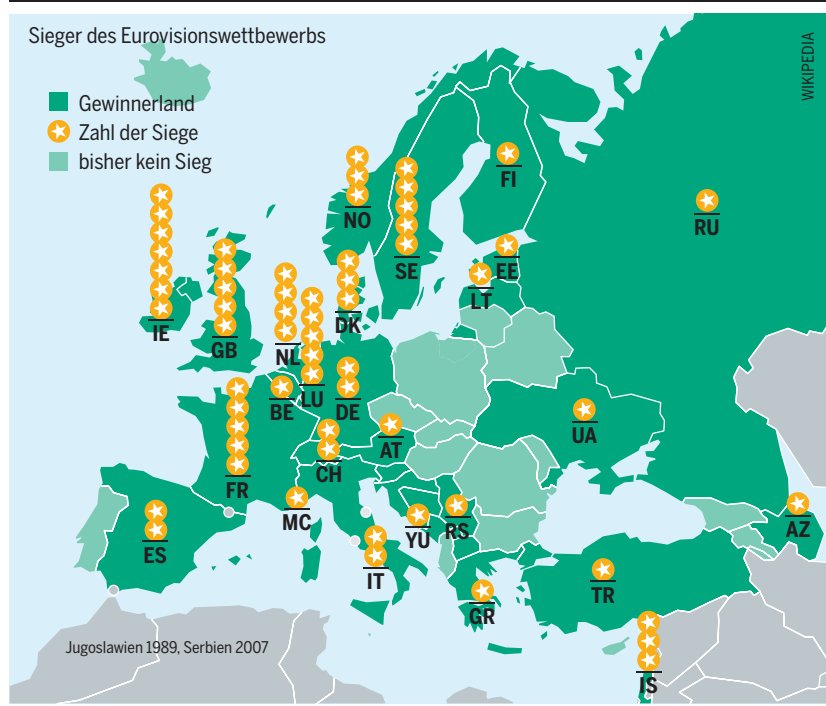 Sieger des Eurovisionswettbewerbs
WIKIPEDIA
Gewinnerland
Zahl der Siege
bisher kein Sieg
FI
NO
RU
SE
EE
LT
IE
DK
GB
NL
LU
BE
DE
UA
AT
CH
FR
MC
YU
RS
AZ
ES
IT
TR
GR
Jugoslawien 1989, Serbien 2007
IS